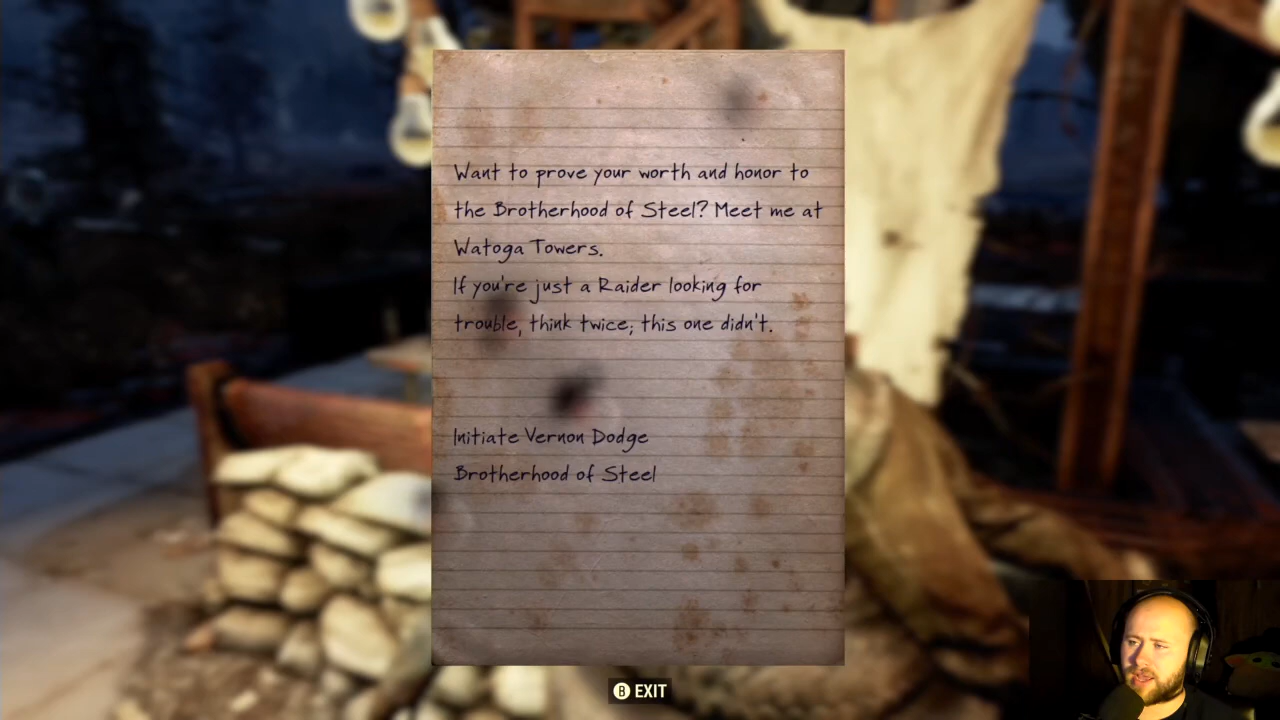 Want to prove your worth and honor to
the Brotherhood of Steel? Meet me at
Watoga Towers.
If you're just a Raider looking for
trouble, think twice; this one didn't.
Initiate Vernon Dodge
Brotherhood of Steel
B EXIT